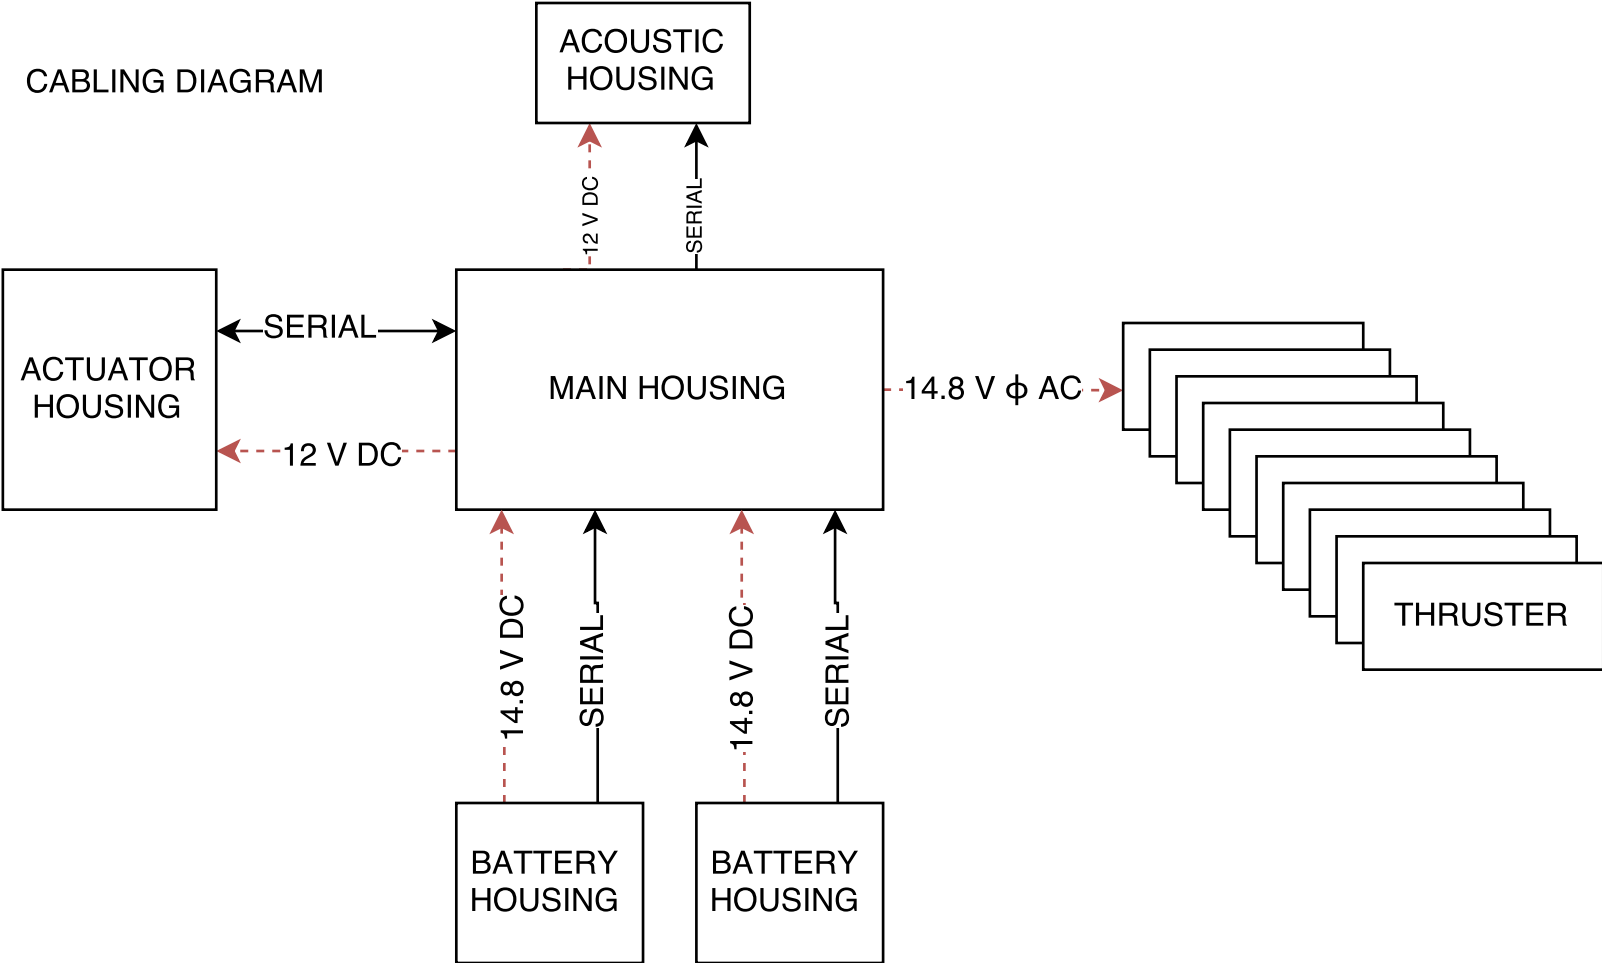 ACOUSTIC
HOUSING
CABLING DIAGRAM
12 V DC
SERIAL
SERIAL
ACTUATOR
HOUSING
MAIN HOUSING
14.8 V ϕ AC
12 V DC
14.8 V DC
SERIAL
14.8 V DC
SERIAL
THRUSTER
BATTERY
HOUSING
BATTERY
HOUSING